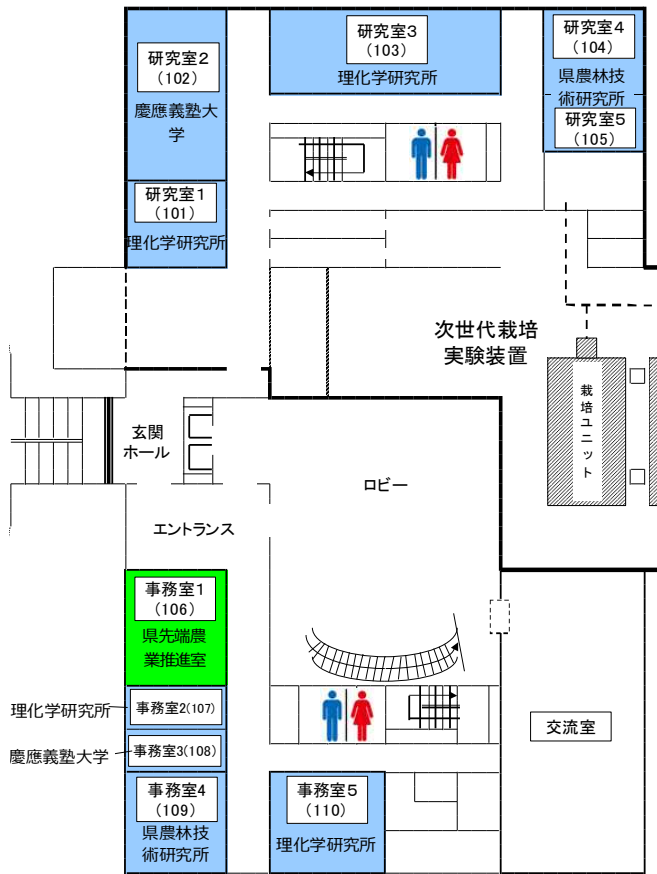 研究室2
(102)
慶應義塾大
学
研究室3
(103)
理化学研究所
研究室4
(104)
県農林技
術研究所
研究室5
(105)
研究室1
(101)
理化学研究所
次世代栽培
実験装置
栽培ユニット
玄関
ホール
ロビー
エントランス
事務室1
(106)
県先端農
業推進室
理化学研究所
事務室2(107)
慶應義塾大学
事務室3(108)
事務室4
(109)
県農林技
術研究所
事務室5
(110)
理化学研究所
交流室